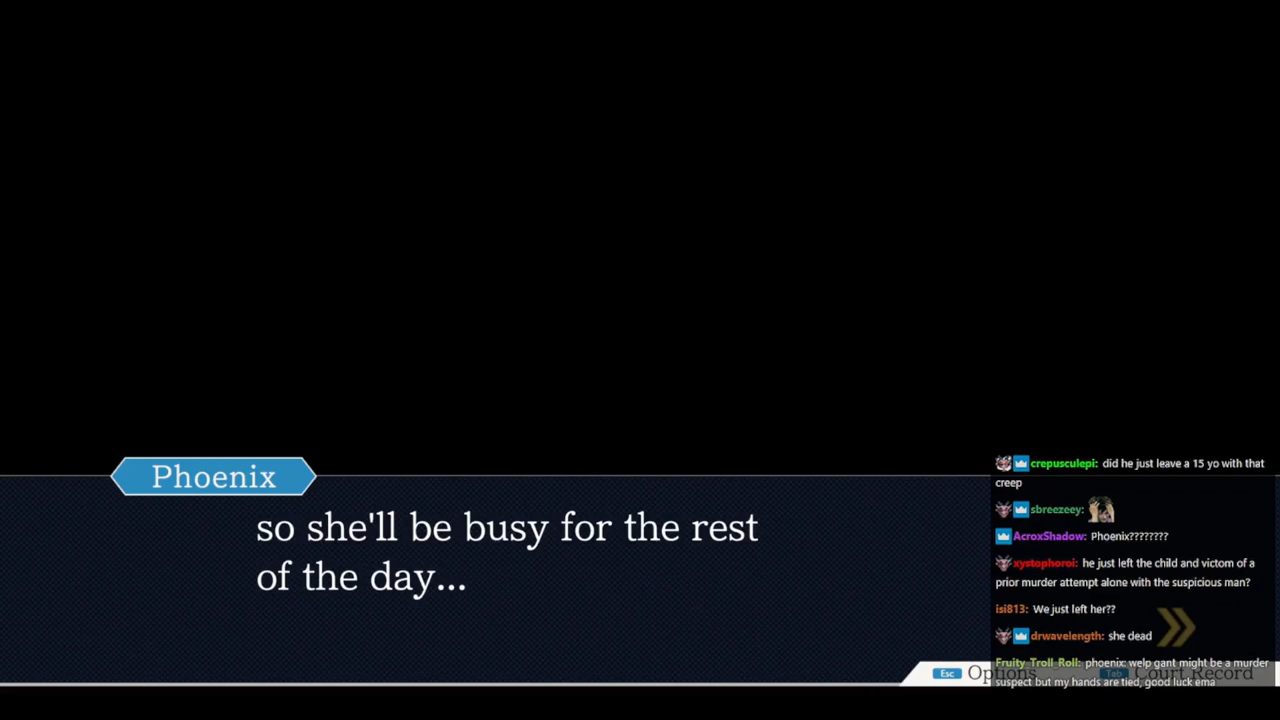 Phoenix
so she'll be busy for the rest
of the day...
crepusculepi: did he just leave a 15 yo with that
creep
sbreezeey:
AcroxShadow: Phoenix????????
xystophoroi: he just left the child and victom of a
prior murder attempt alone with the suspicious man?
isi813: We just left her??
drwavelength: she dead
Fruity_Troll_Roll: phoenix: welp gant might be a murder
suspect but my hands are tied, good luck ema
Esc Options Tab Court Record